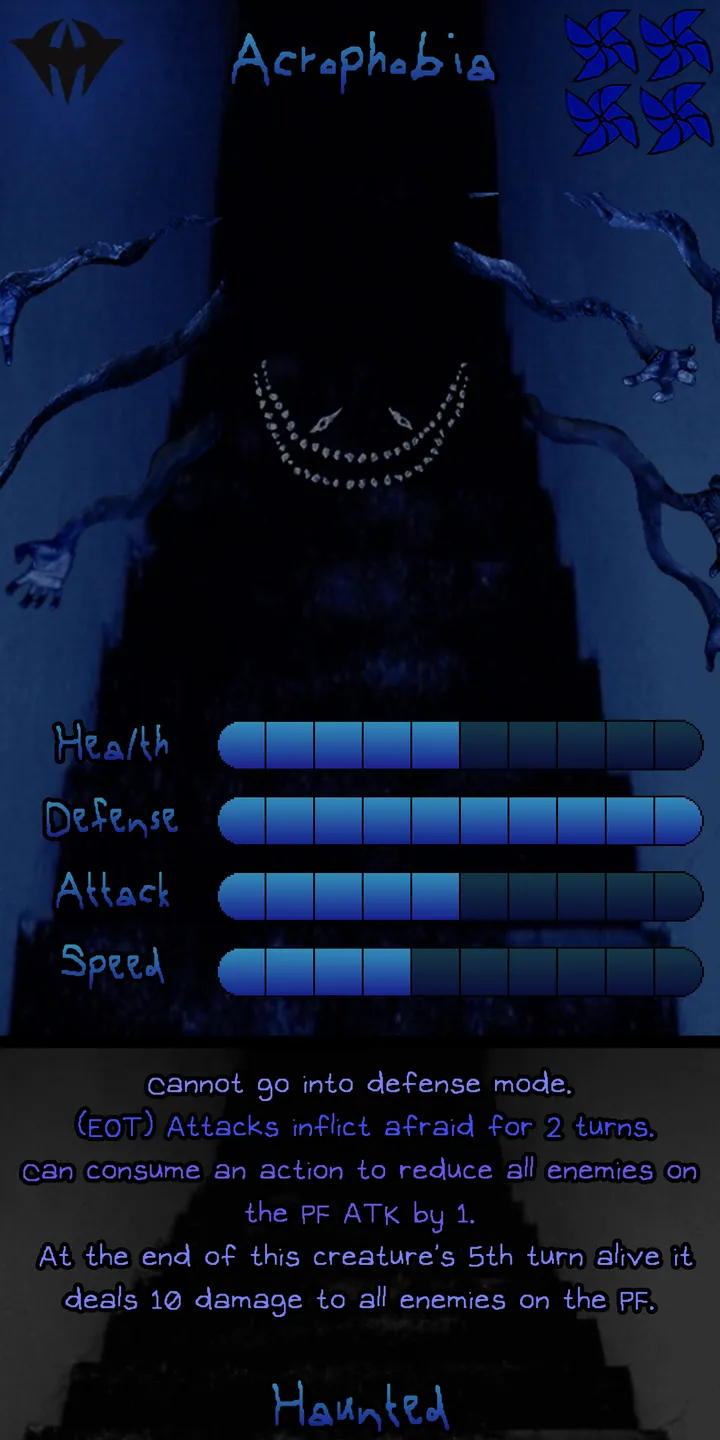 Acrophobia
Health
Defense
Attack
Speed
Cannot go into defense mode.
(EOT) Attacks inflict afraid for 2 turns.
Can consume an action to reduce all enemies on
the PF ATK by 1.
At the end of this creature's 5th turn alive it
deals 10 damage to all enemies on the PF.
Haunted